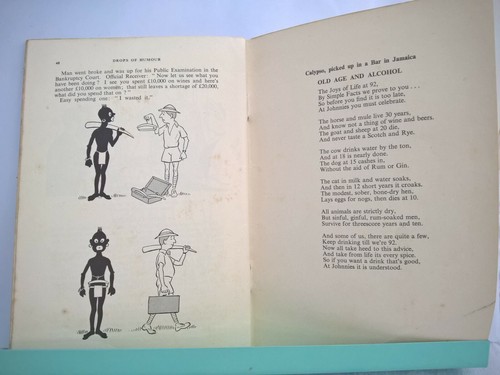 46
DROPS OF HUMOUR
Man went broke and was up for his Public Examination in the
Bankruptcy Court. Official Receiver: "Now let us see what you
have been doing? I see you spent £10,000 on wines and here's
another £10,000 on women; that still leaves a shortage of £20,000,
what did you spend that on?"
Easy spending one: "I wasted it."
Calypso, picked up in a Bar in Jamaica
OLD AGE AND ALCOHOL
The Joys of Life at 92,
By Simple Facts we prove to you . . .
So before you find it is too late,
At Johnnies you must celebrate.
The horse and mule live 30 years,
And know not a thing of wine and beers.
The goat and sheep at 20 die,
And never taste a Scotch and Rye.
The cow drinks water by the ton,
And at 18 is nearly done.
The dog at 15 cashes in,
Without the aid of Rum or Gin.
The cat in milk and water soaks,
And then in 12 short years it croaks.
The modest, sober, bone-dry hen,
Lays eggs for nogs, then dies at 10.
All animals are strictly dry,
But sinful, ginful, rum-soaked men,
Survive for threescore years and ten.
And some of us, there are quite a few,
Keep drinking till we're 92.
Now all take heed to this advice,
And take from life its every spice.
So if you want a drink that's good,
At Johnnies it is understood.